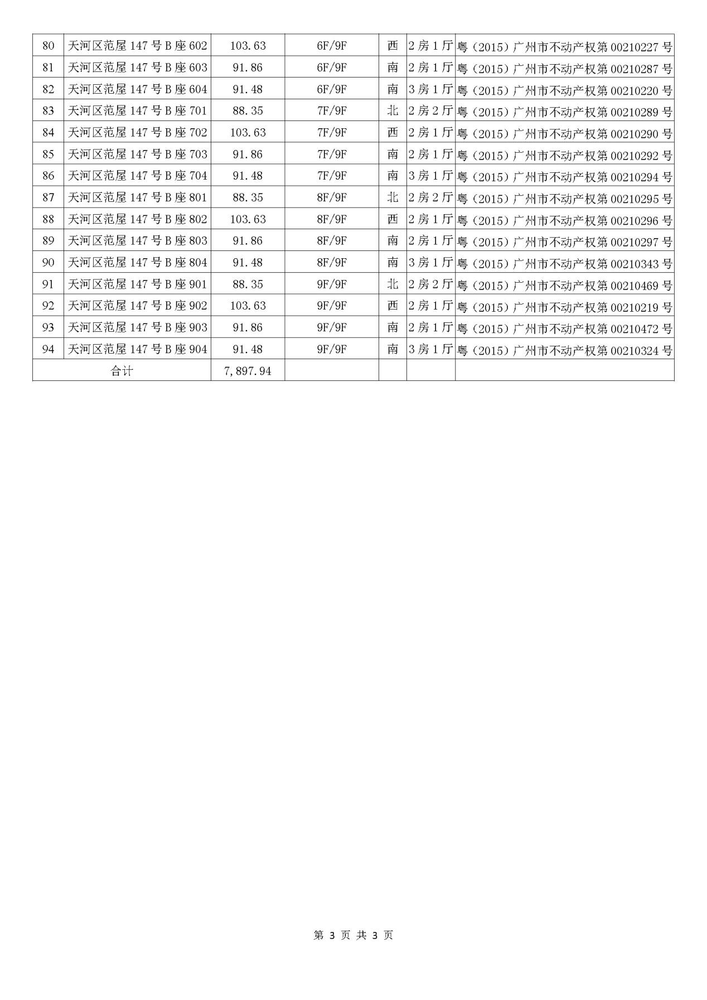 80 天河区范屋 147 号 B 座 602 103.63 6F/9F 西 2 房 1 厅 粤（2015）广州市不动产权第 00210227 号
81 天河区范屋 147 号 B 座 603 91.86 6F/9F 南 2 房 1 厅 粤（2015）广州市不动产权第 00210287 号
82 天河区范屋 147 号 B 座 604 91.48 6F/9F 南 3 房 1 厅 粤（2015）广州市不动产权第 00210220 号
83 天河区范屋 147 号 B 座 701 88.35 7F/9F 北 2 房 2 厅 粤（2015）广州市不动产权第 00210289 号
84 天河区范屋 147 号 B 座 702 103.63 7F/9F 西 2 房 1 厅 粤（2015）广州市不动产权第 00210290 号
85 天河区范屋 147 号 B 座 703 91.86 7F/9F 南 2 房 1 厅 粤（2015）广州市不动产权第 00210292 号
86 天河区范屋 147 号 B 座 704 91.48 7F/9F 南 3 房 1 厅 粤（2015）广州市不动产权第 00210294 号
87 天河区范屋 147 号 B 座 801 88.35 8F/9F 北 2 房 2 厅 粤（2015）广州市不动产权第 00210295 号
88 天河区范屋 147 号 B 座 802 103.63 8F/9F 西 2 房 1 厅 粤（2015）广州市不动产权第 00210296 号
89 天河区范屋 147 号 B 座 803 91.86 8F/9F 南 2 房 1 厅 粤（2015）广州市不动产权第 00210297 号
90 天河区范屋 147 号 B 座 804 91.48 8F/9F 南 3 房 1 厅 粤（2015）广州市不动产权第 00210343 号
91 天河区范屋 147 号 B 座 901 88.35 9F/9F 北 2 房 2 厅 粤（2015）广州市不动产权第 00210469 号
92 天河区范屋 147 号 B 座 902 103.63 9F/9F 西 2 房 1 厅 粤（2015）广州市不动产权第 00210219 号
93 天河区范屋 147 号 B 座 903 91.86 9F/9F 南 2 房 1 厅 粤（2015）广州市不动产权第 00210472 号
94 天河区范屋 147 号 B 座 904 91.48 9F/9F 南 3 房 1 厅 粤（2015）广州市不动产权第 00210324 号
合计 7,897.94
第 3 页 共 3 页